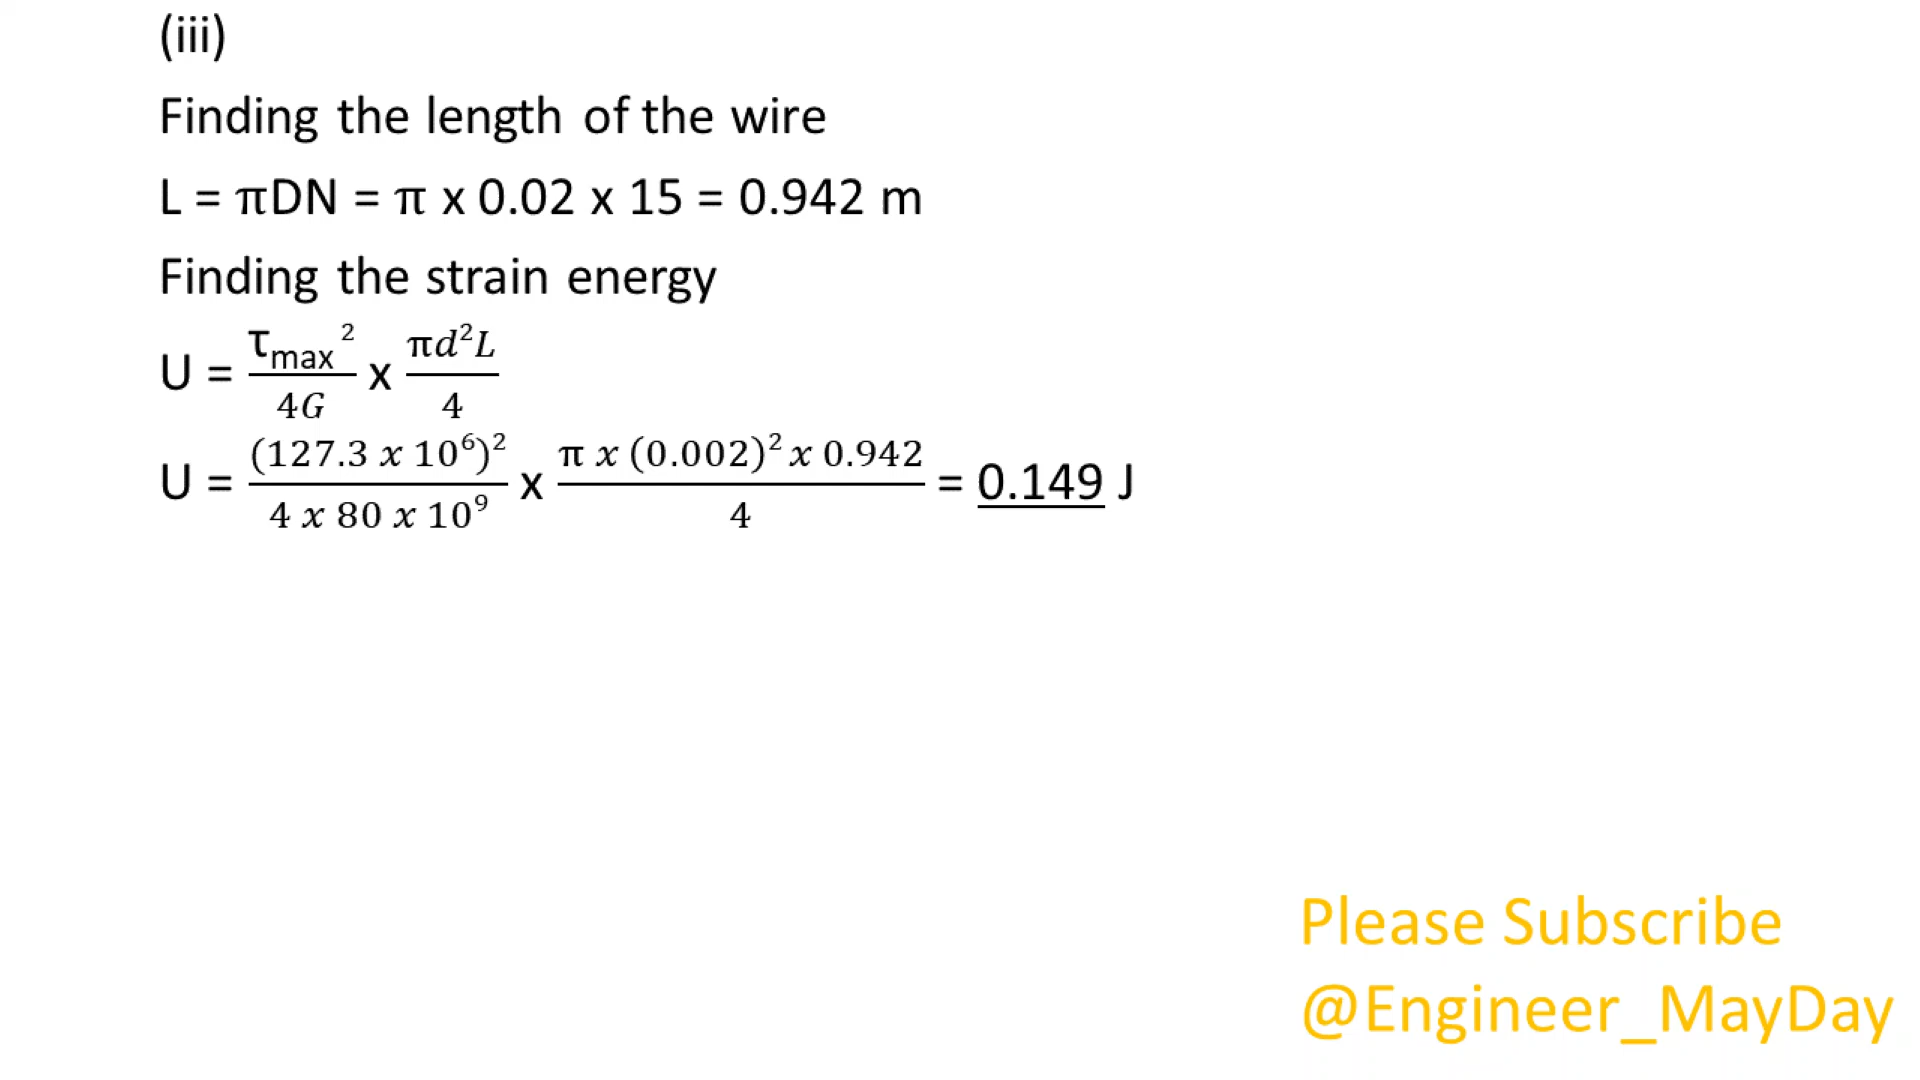 (iii)
Finding the length of the wire
L = πDN = π x 0.02 x 15 = 0.942 m
Finding the strain energy
U = τ_max²/4G x πd²L/4
U = (127.3 x 10⁶)²/4 x 80 x 10⁹ x π x (0.002)² x 0.942/4 = 0.149 J
Please Subscribe
@Engineer_MayDay